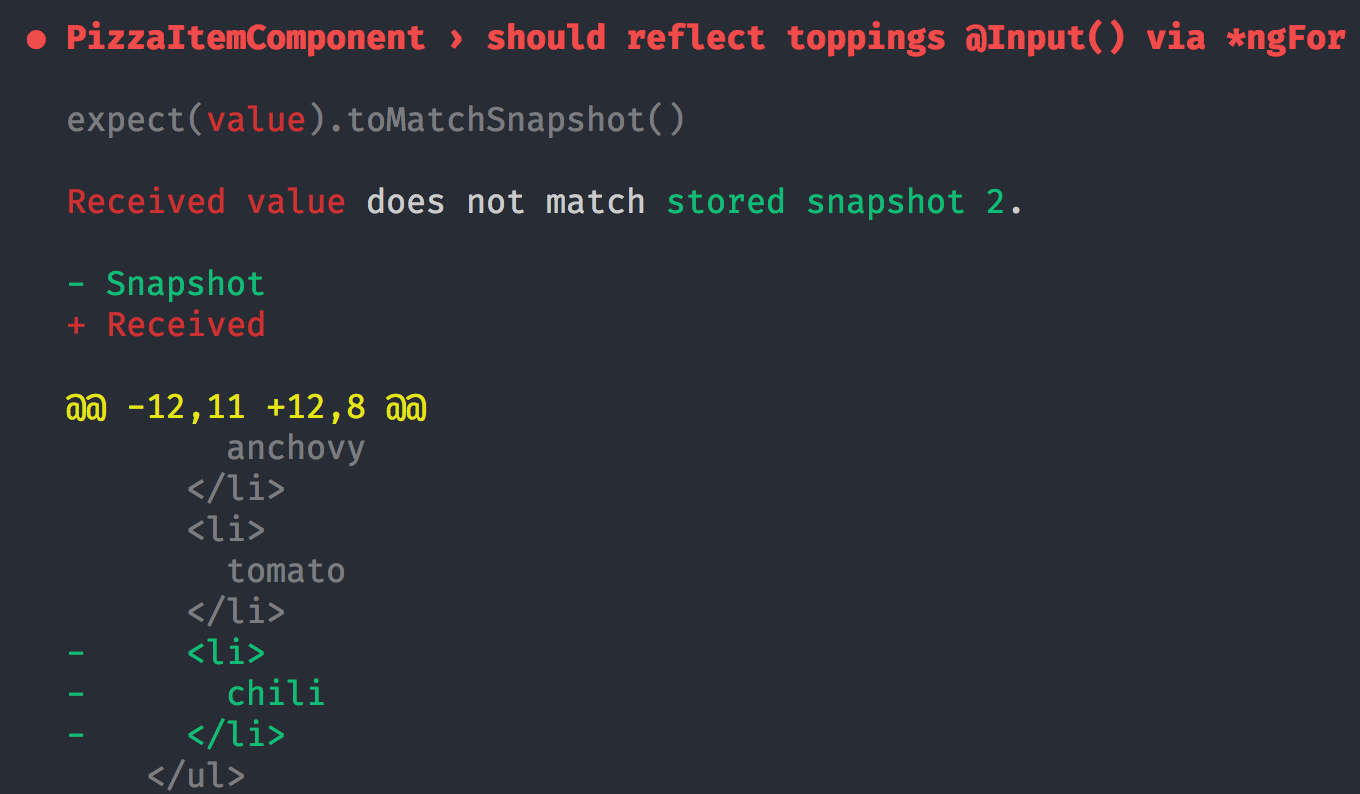 ● PizzaItemComponent › should reflect toppings @Input() via *ngFor
expect(value).toMatchSnapshot()
Received value does not match stored snapshot 2.
- Snapshot
+ Received
@@ -12,11 +12,8 @@
anchovy
</li>
<li>
tomato
</li>
- <li>
- chili
- </li>
</ul>